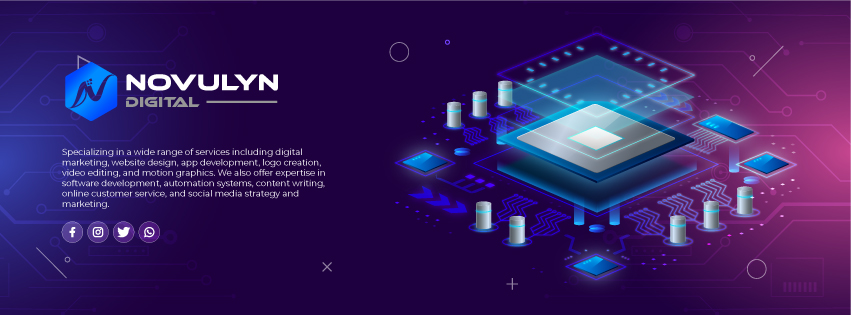 NOVULYN
DIGITAL
Specializing in a wide range of services including digital
marketing, website design, app development, logo creation,
video editing, and motion graphics. We also offer expertise in
software development, automation systems, content writing,
online customer service, and social media strategy and
marketing.